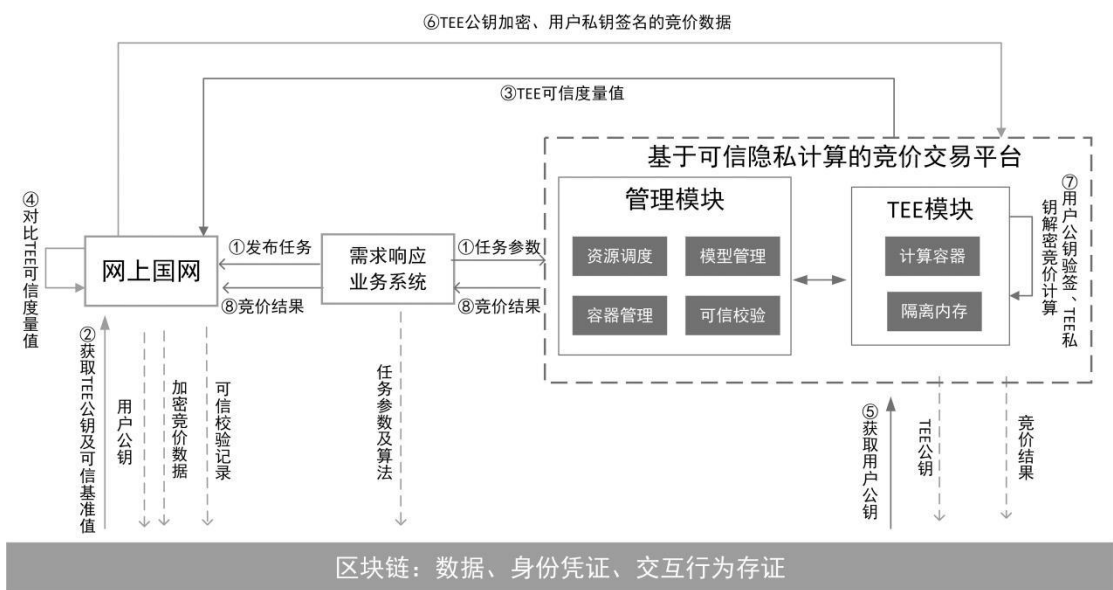 ⑥TEE公钥加密、用户私钥签名的竞价数据
③TEE可信度量值
基于可信隐私计算的竞价交易平台
管理模块
资源调度
模型管理
容器管理
可信校验
TEE模块
计算容器
隔离内存
⑦用户公钥验签、TEE私
钥解密竞价计算
④对比TEE可信度量值
网上国网
①发布任务
⑧竞价结果
需求响应
业务系统
①任务参数
⑧竞价结果
②获取TEE公钥及可信基准值
用户公钥
加密竞价数据
可信校验记录
任务参数及算法
⑤获取用户公钥
TEE公钥
竞价结果
区块链：数据、身份凭证、交互行为存证